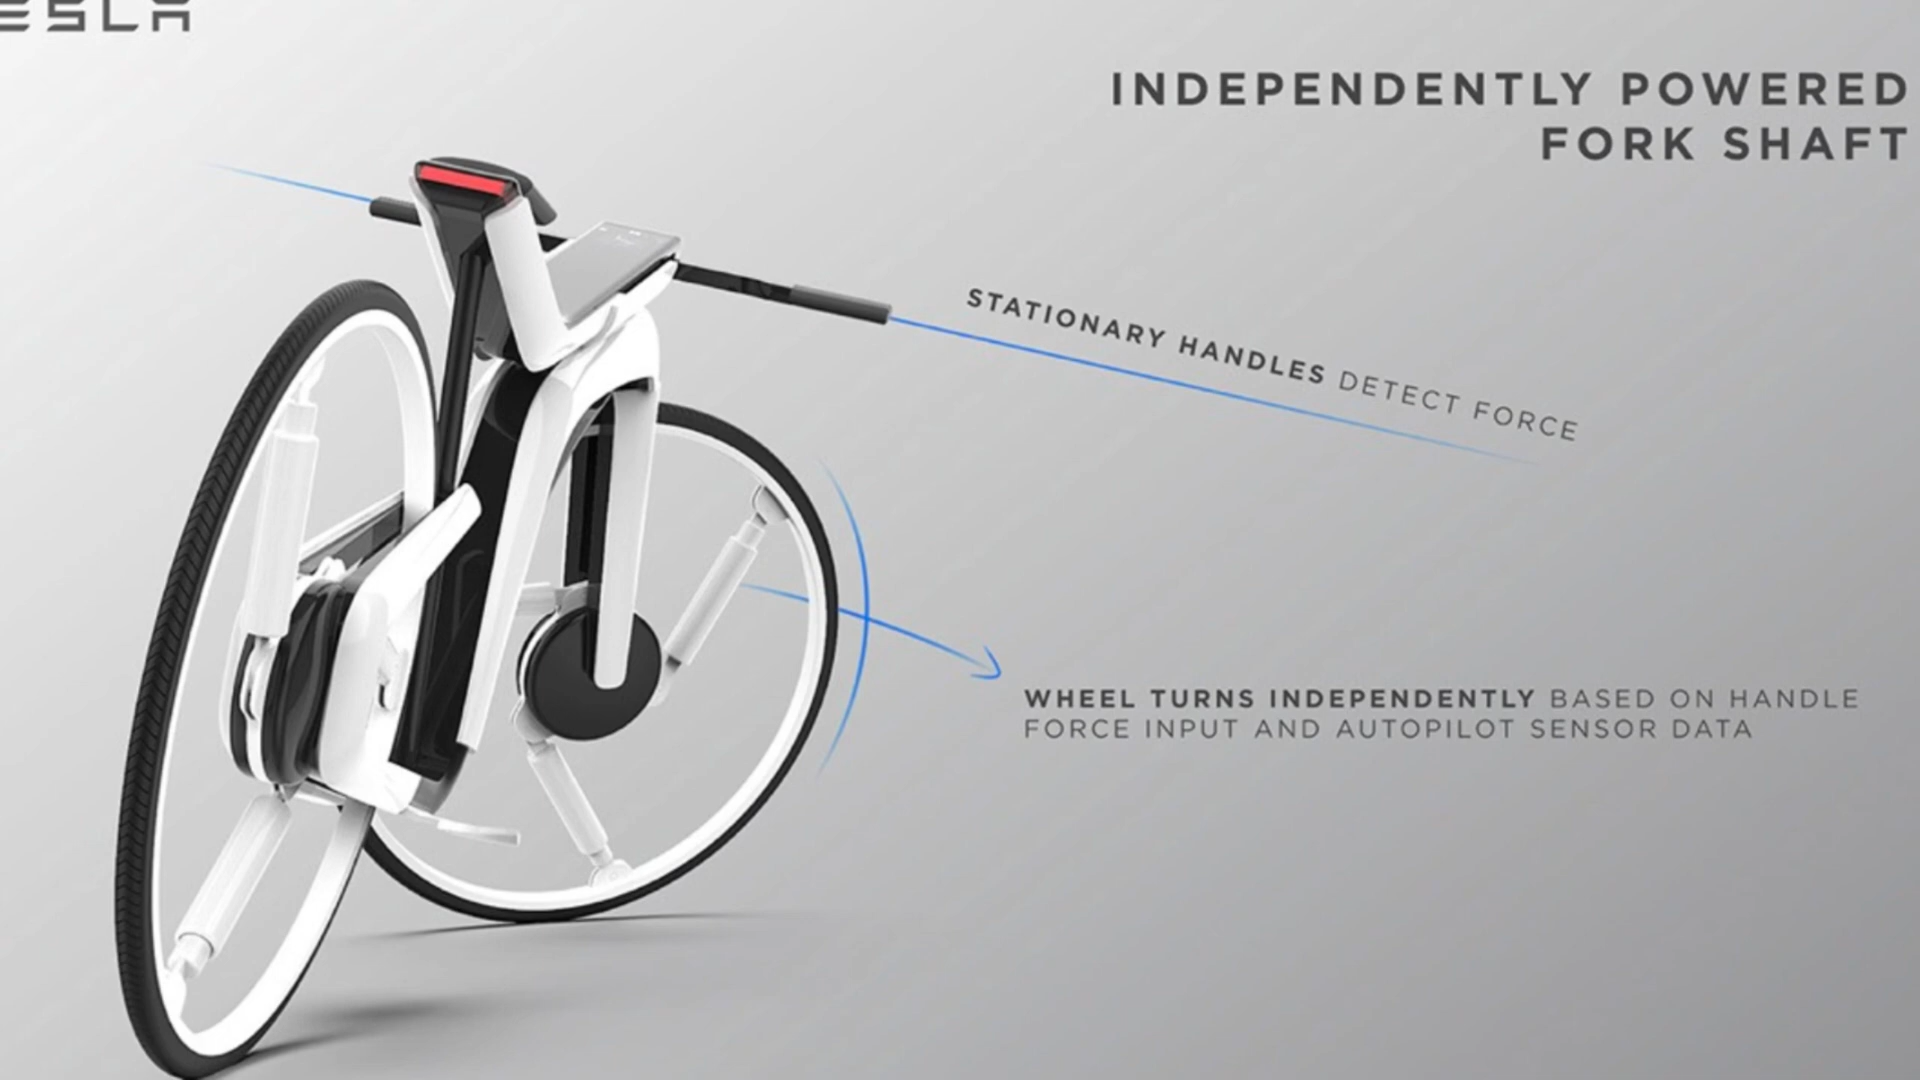 ESLA
INDEPENDENTLY POWERED
FORK SHAFT
STATIONARY HANDLES DETECT FORCE
WHEEL TURNS INDEPENDENTLY BASED ON HANDLE
FORCE INPUT AND AUTOPILOT SENSOR DATA